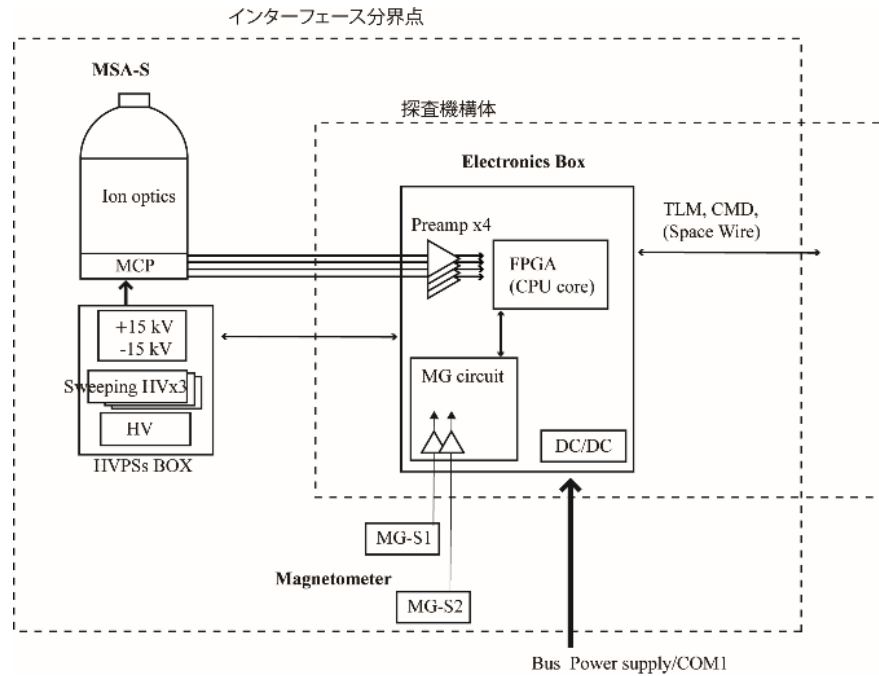 インターフェース分界点
MSA-S
探査機構体
Electronics Box
Ion optics
Preamp x4
TLM, CMD,
(Space Wire)
MCP
FPGA
(CPU core)
+15 kV
-15 kV
MG circuit
Sweeping HVx3
HV
DC/DC
HVPSs BOX
MG-S1
Magnetometer
MG-S2
Bus Power supply/COM1